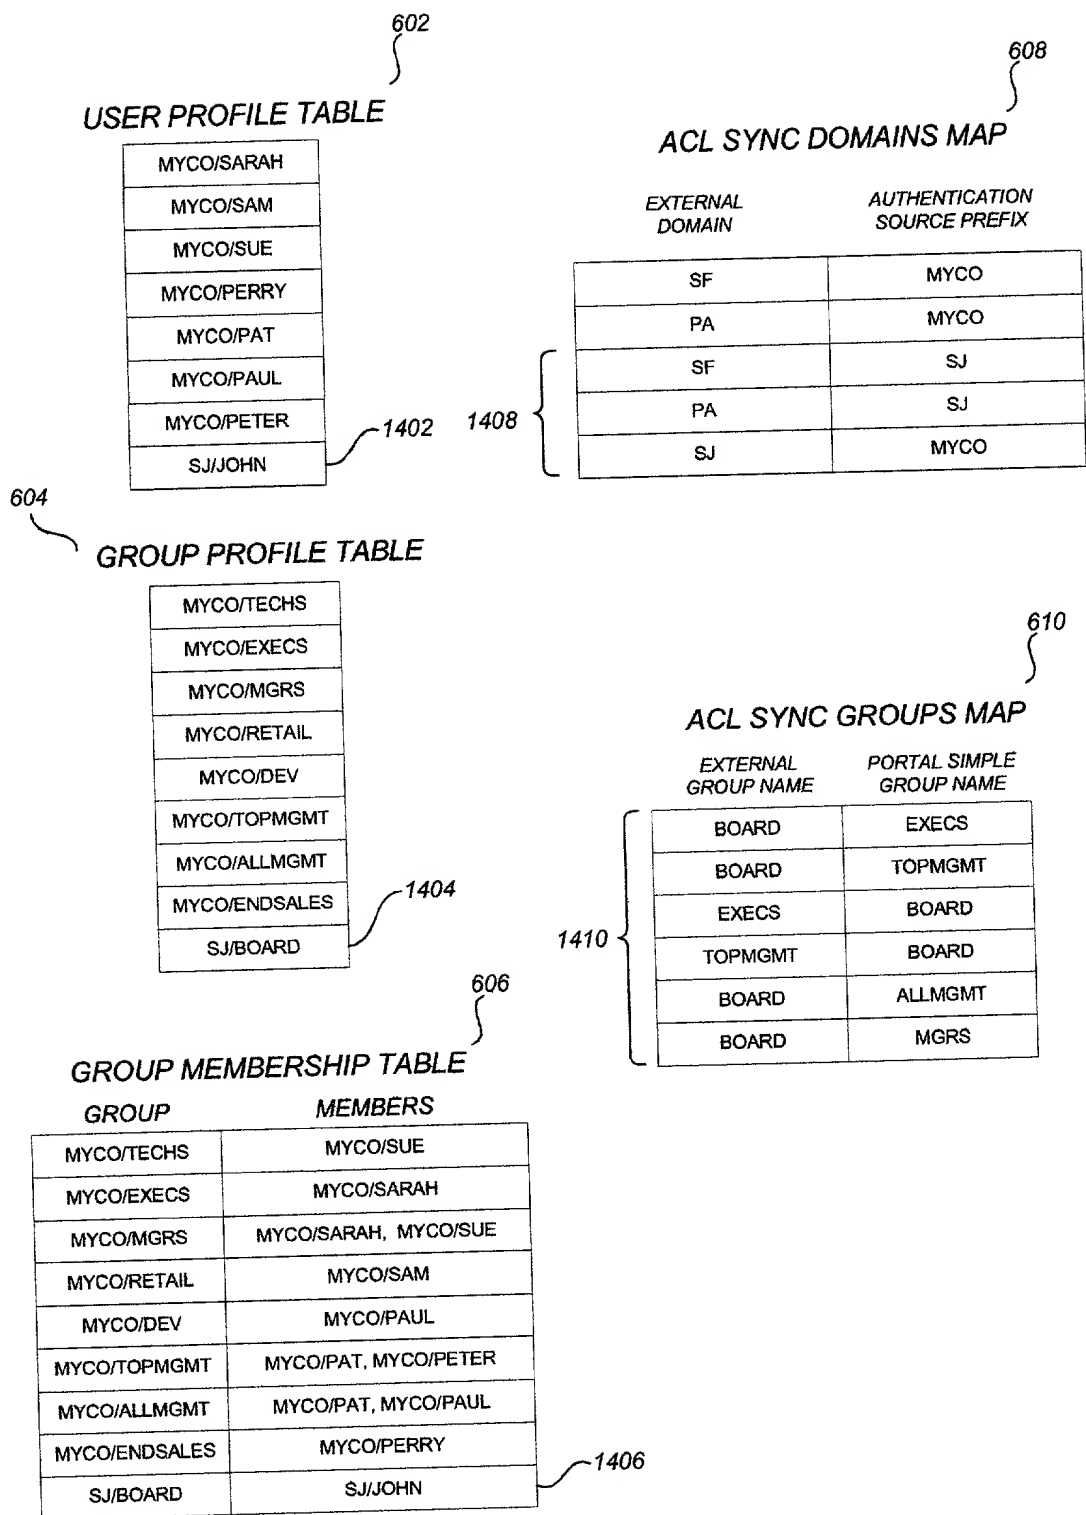 602
USER PROFILE TABLE
MYCO/SARAH
MYCO/SAM
MYCO/SUE
MYCO/PERRY
MYCO/PAT
MYCO/PAUL
MYCO/PETER
SJ/JOHN
1402
608
ACL SYNC DOMAINS MAP
EXTERNAL DOMAIN AUTHENTICATION SOURCE PREFIX
SF MYCO
PA MYCO
SF SJ
PA SJ
SJ MYCO
1408
604
GROUP PROFILE TABLE
MYCO/TECHS
MYCO/EXECS
MYCO/MGRS
MYCO/RETAIL
MYCO/DEV
MYCO/TOPMGMT
MYCO/ALLMGMT
MYCO/ENDSALES
SJ/BOARD
1404
610
ACL SYNC GROUPS MAP
EXTERNAL GROUP NAME PORTAL SIMPLE GROUP NAME
BOARD EXECS
BOARD TOPMGMT
EXECS BOARD
TOPMGMT BOARD
BOARD ALLMGMT
BOARD MGRS
1410
606
GROUP MEMBERSHIP TABLE
GROUP MEMBERS
MYCO/TECHS MYCO/SUE
MYCO/EXECS MYCO/SARAH
MYCO/MGRS MYCO/SARAH, MYCO/SUE
MYCO/RETAIL MYCO/SAM
MYCO/DEV MYCO/PAUL
MYCO/TOPMGMT MYCO/PAT, MYCO/PETER
MYCO/ALLMGMT MYCO/PAT, MYCO/PAUL
MYCO/ENDSALES MYCO/PERRY
SJ/BOARD SJ/JOHN
1406